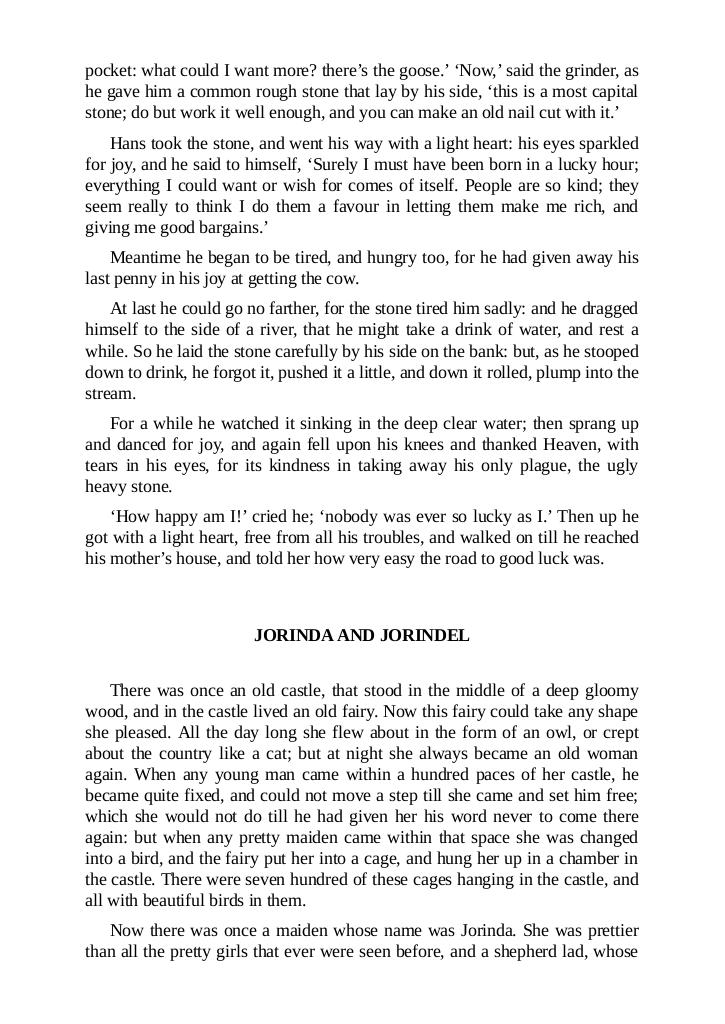 pocket: what could I want more? there’s the goose.’ ‘Now,’ said the grinder, as
he gave him a common rough stone that lay by his side, ‘this is a most capital
stone; do but work it well enough, and you can make an old nail cut with it.’
Hans took the stone, and went his way with a light heart: his eyes sparkled
for joy, and he said to himself, ‘Surely I must have been born in a lucky hour;
everything I could want or wish for comes of itself. People are so kind; they
seem really to think I do them a favour in letting them make me rich, and
giving me good bargains.’
Meantime he began to be tired, and hungry too, for he had given away his
last penny in his joy at getting the cow.
At last he could go no farther, for the stone tired him sadly: and he dragged
himself to the side of a river, that he might take a drink of water, and rest a
while. So he laid the stone carefully by his side on the bank: but, as he stooped
down to drink, he forgot it, pushed it a little, and down it rolled, plump into the
stream.
For a while he watched it sinking in the deep clear water; then sprang up
and danced for joy, and again fell upon his knees and thanked Heaven, with
tears in his eyes, for its kindness in taking away his only plague, the ugly
heavy stone.
‘How happy am I!’ cried he; ‘nobody was ever so lucky as I.’ Then up he
got with a light heart, free from all his troubles, and walked on till he reached
his mother’s house, and told her how very easy the road to good luck was.
JORINDA AND JORINDEL
There was once an old castle, that stood in the middle of a deep gloomy
wood, and in the castle lived an old fairy. Now this fairy could take any shape
she pleased. All the day long she flew about in the form of an owl, or crept
about the country like a cat; but at night she always became an old woman
again. When any young man came within a hundred paces of her castle, he
became quite fixed, and could not move a step till she came and set him free;
which she would not do till he had given her his word never to come there
again: but when any pretty maiden came within that space she was changed
into a bird, and the fairy put her into a cage, and hung her up in a chamber in
the castle. There were seven hundred of these cages hanging in the castle, and
all with beautiful birds in them.
Now there was once a maiden whose name was Jorinda. She was prettier
than all the pretty girls that ever were seen before, and a shepherd lad, whose